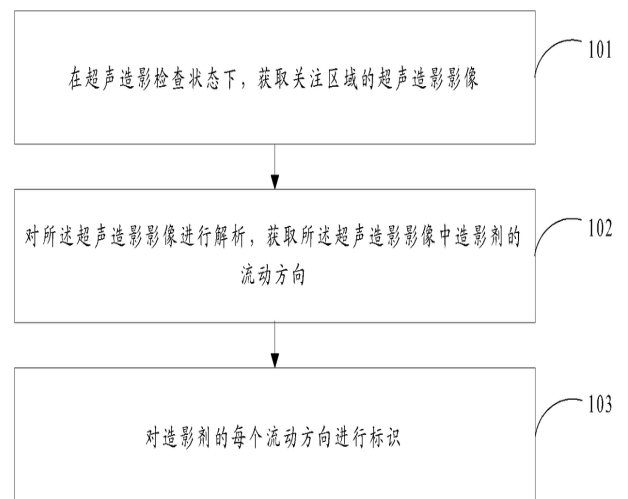 在超声造影检查状态下，获取关注区域的超声造影影像
101
对所述超声造影影像进行解析，获取所述超声造影影像中造影剂的
流动方向
102
对造影剂的每个流动方向进行标识
103